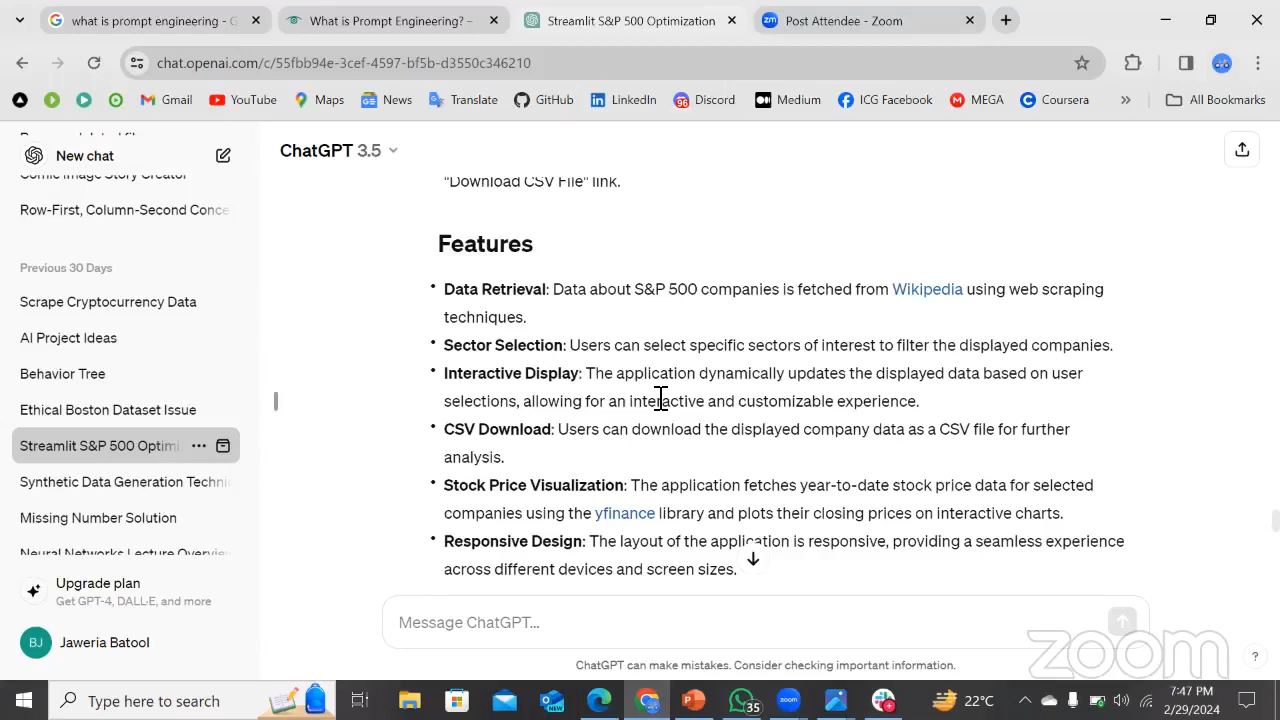 what is prompt engineering - G
What is Prompt Engineering? –
Streamlit S&P 500 Optimization
zm
Post Attendee - Zoom
chat.openai.com/c/55fbb94e-3cef-4597-bf5b-d3550c346210
Gmail
YouTube
Maps
News
Translate
GitHub
LinkedIn
96
Discord
Medium
ICG Facebook
MEGA
Coursera
»
All Bookmarks
New chat
Comic Image Story Creator
Row-First, Column-Second Conce
Previous 30 Days
Scrape Cryptocurrency Data
AI Project Ideas
Behavior Tree
Ethical Boston Dataset Issue
Streamlit S&P 500 Optimi
Synthetic Data Generation Techni
Missing Number Solution
Neural Networks Lecture Overview
Upgrade plan
Get GPT-4, DALL·E, and more
BJ
Jaweria Batool
ChatGPT 3.5
"Download CSV File" link.
Features
• Data Retrieval: Data about S&P 500 companies is fetched from Wikipedia using web scraping
techniques.
• Sector Selection: Users can select specific sectors of interest to filter the displayed companies.
• Interactive Display: The application dynamically updates the displayed data based on user
selections, allowing for an interactive and customizable experience.
• CSV Download: Users can download the displayed company data as a CSV file for further
analysis.
• Stock Price Visualization: The application fetches year-to-date stock price data for selected
companies using the yfinance library and plots their closing prices on interactive charts.
• Responsive Design: The layout of the application is responsive, providing a seamless experience
across different devices and screen sizes.
Message ChatGPT...
ChatGPT can make mistakes. Consider checking important information.
?
zoom
Type here to search
NEW
35
zoom
22°C
7:47 PM
2/29/2024